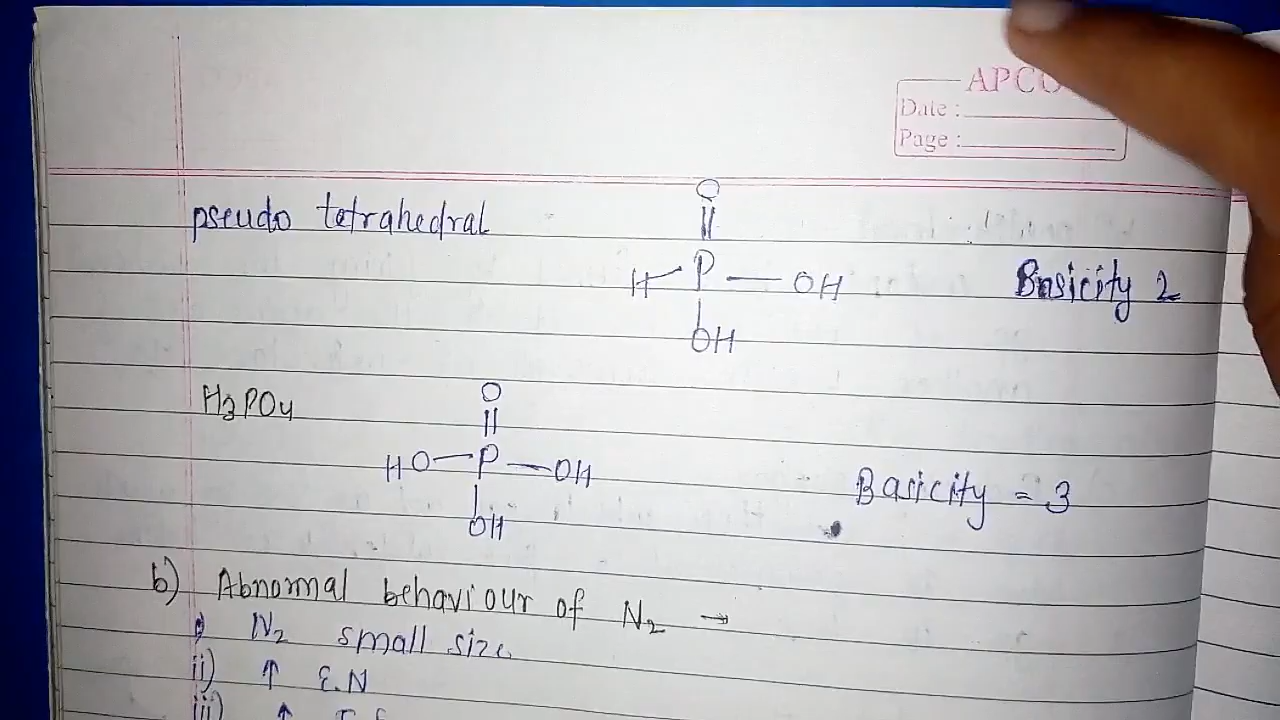 APCO
Date :
Page :
pseudo tetrahedral
O
||
H — P — OH Basicity 2
|
OH
H3PO4
O
||
HO — P — OH
|
OH
Basicity = 3
b) Abnormal behaviour of N2 →
N2 small size
ii) ↑ E.N
iii) ↑